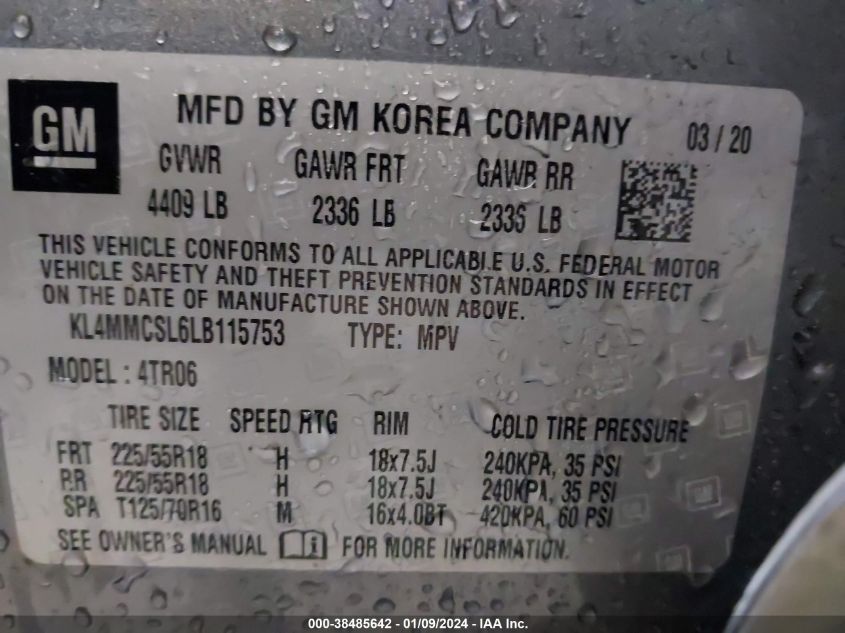 GM
MFD BY GM KOREA COMPANY 03 / 20
GVWR GAWR FRT GAWR RR
4409 LB 2336 LB 2336 LB
THIS VEHICLE CONFORMS TO ALL APPLICABLE U.S. FEDERAL MOTOR
VEHICLE SAFETY AND THEFT PREVENTION STANDARDS IN EFFECT
ON THE DATE OF MANUFACTURE SHOWN ABOVE.
KL4MMCSL6LB115753 TYPE: MPV
MODEL : 4TR06
TIRE SIZE SPEED RTG RIM COLD TIRE PRESSURE
FRT 225/55R18 H 18x7.5J 240KPA, 35 PSI
RR 225/55R18 H 18x7.5J 240KPA, 35 PSI
SPA T125/70R16 M 16x4.0BT 420KPA, 60 PSI
SEE OWNER'S MANUAL i FOR MORE INFORMATION.
000-38485642 - 01/09/2024 - IAA Inc.